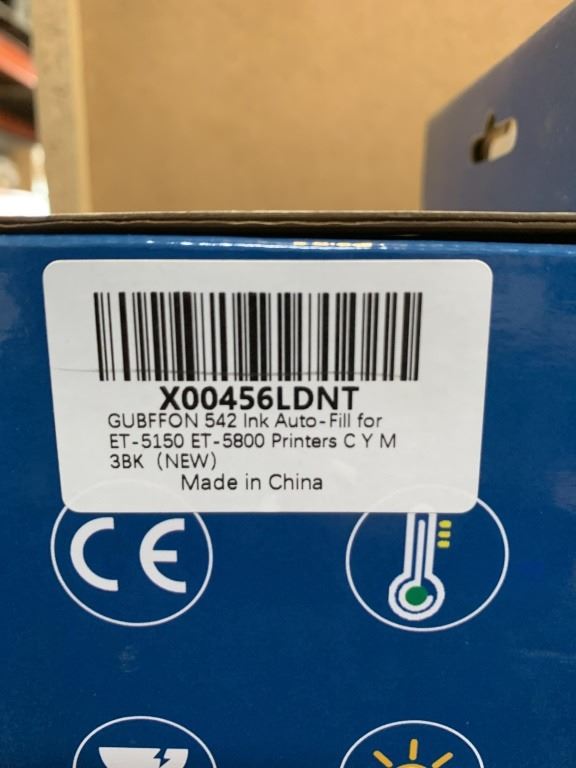 X00456LDNT
GUBFFON 542 Ink Auto-Fill for
ET-5150 ET-5800 Printers C Y M
3BK (NEW)
Made in China
CE